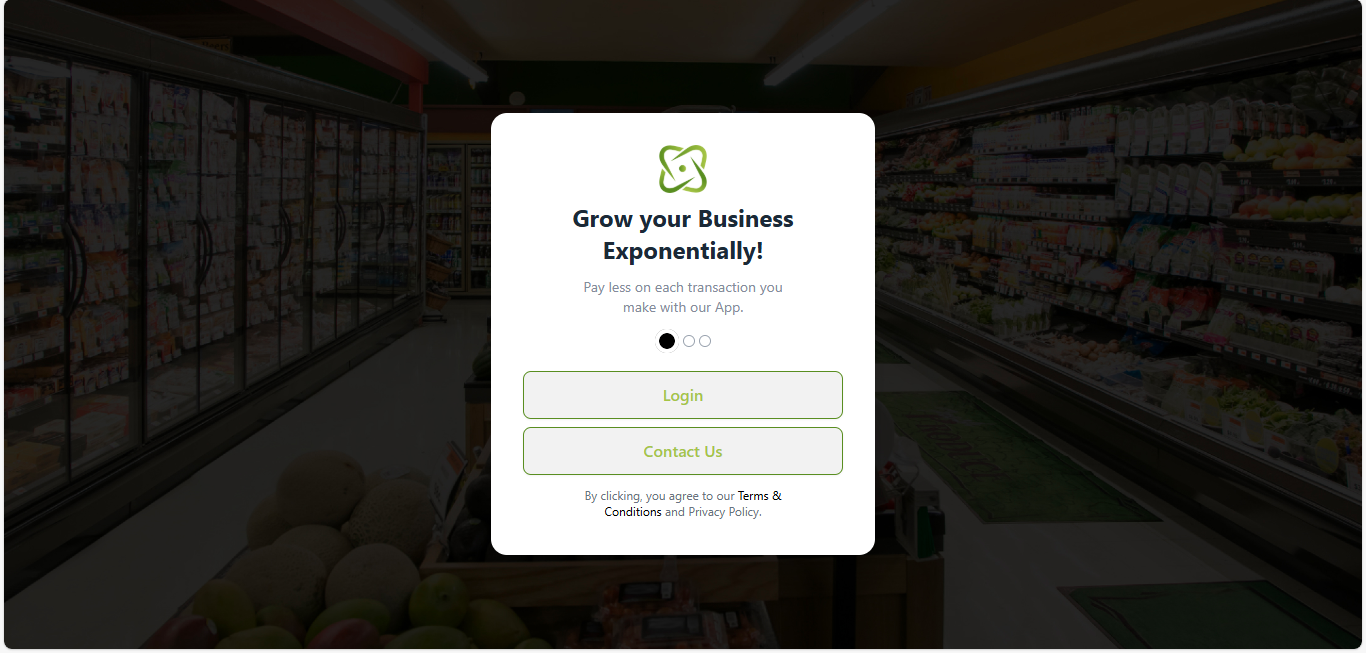 Grow your Business
Exponentially!
Pay less on each transaction you
make with our App.
Login
Contact Us
By clicking, you agree to our Terms &
Conditions and Privacy Policy.